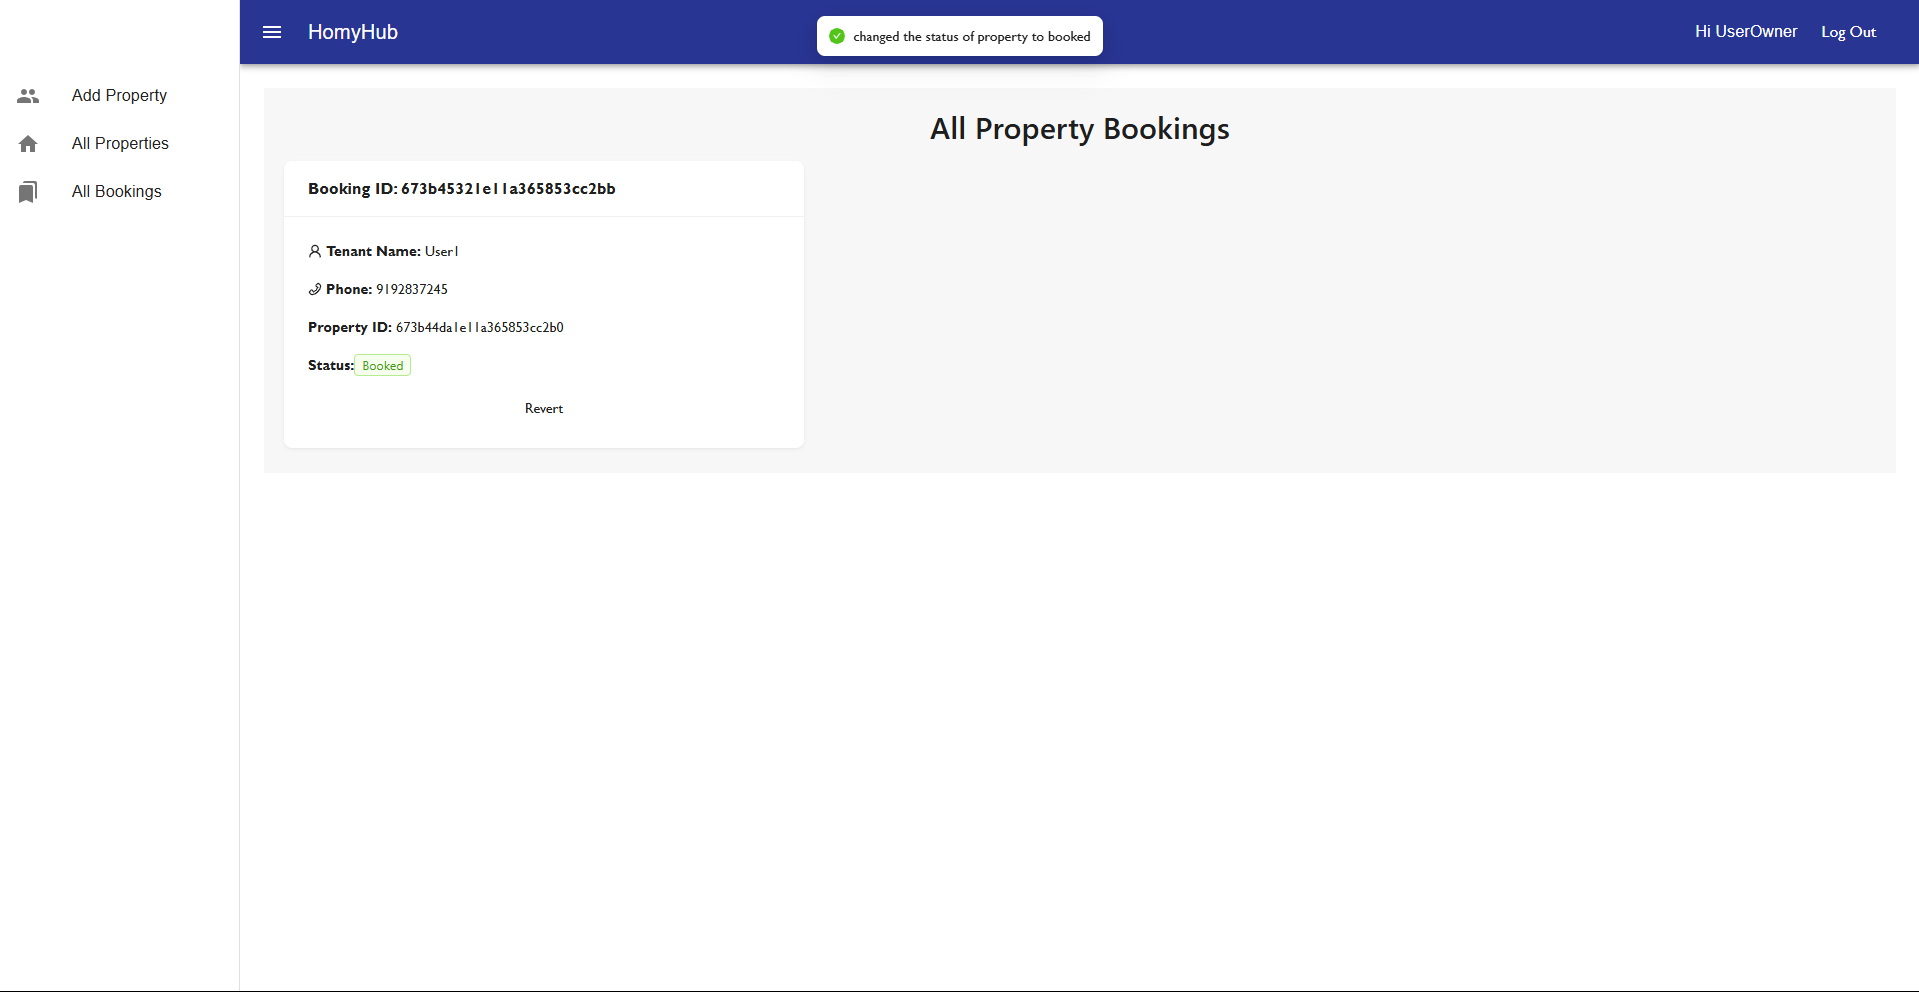 HomyHub
changed the status of property to booked
Hi UserOwner
Log Out
Add Property
All Properties
All Bookings
All Property Bookings
Booking ID: 673b45321e11a365853cc2bb
Tenant Name: User1
Phone: 9192837245
Property ID: 673b44da1e11a365853cc2b0
Status: Booked
Revert